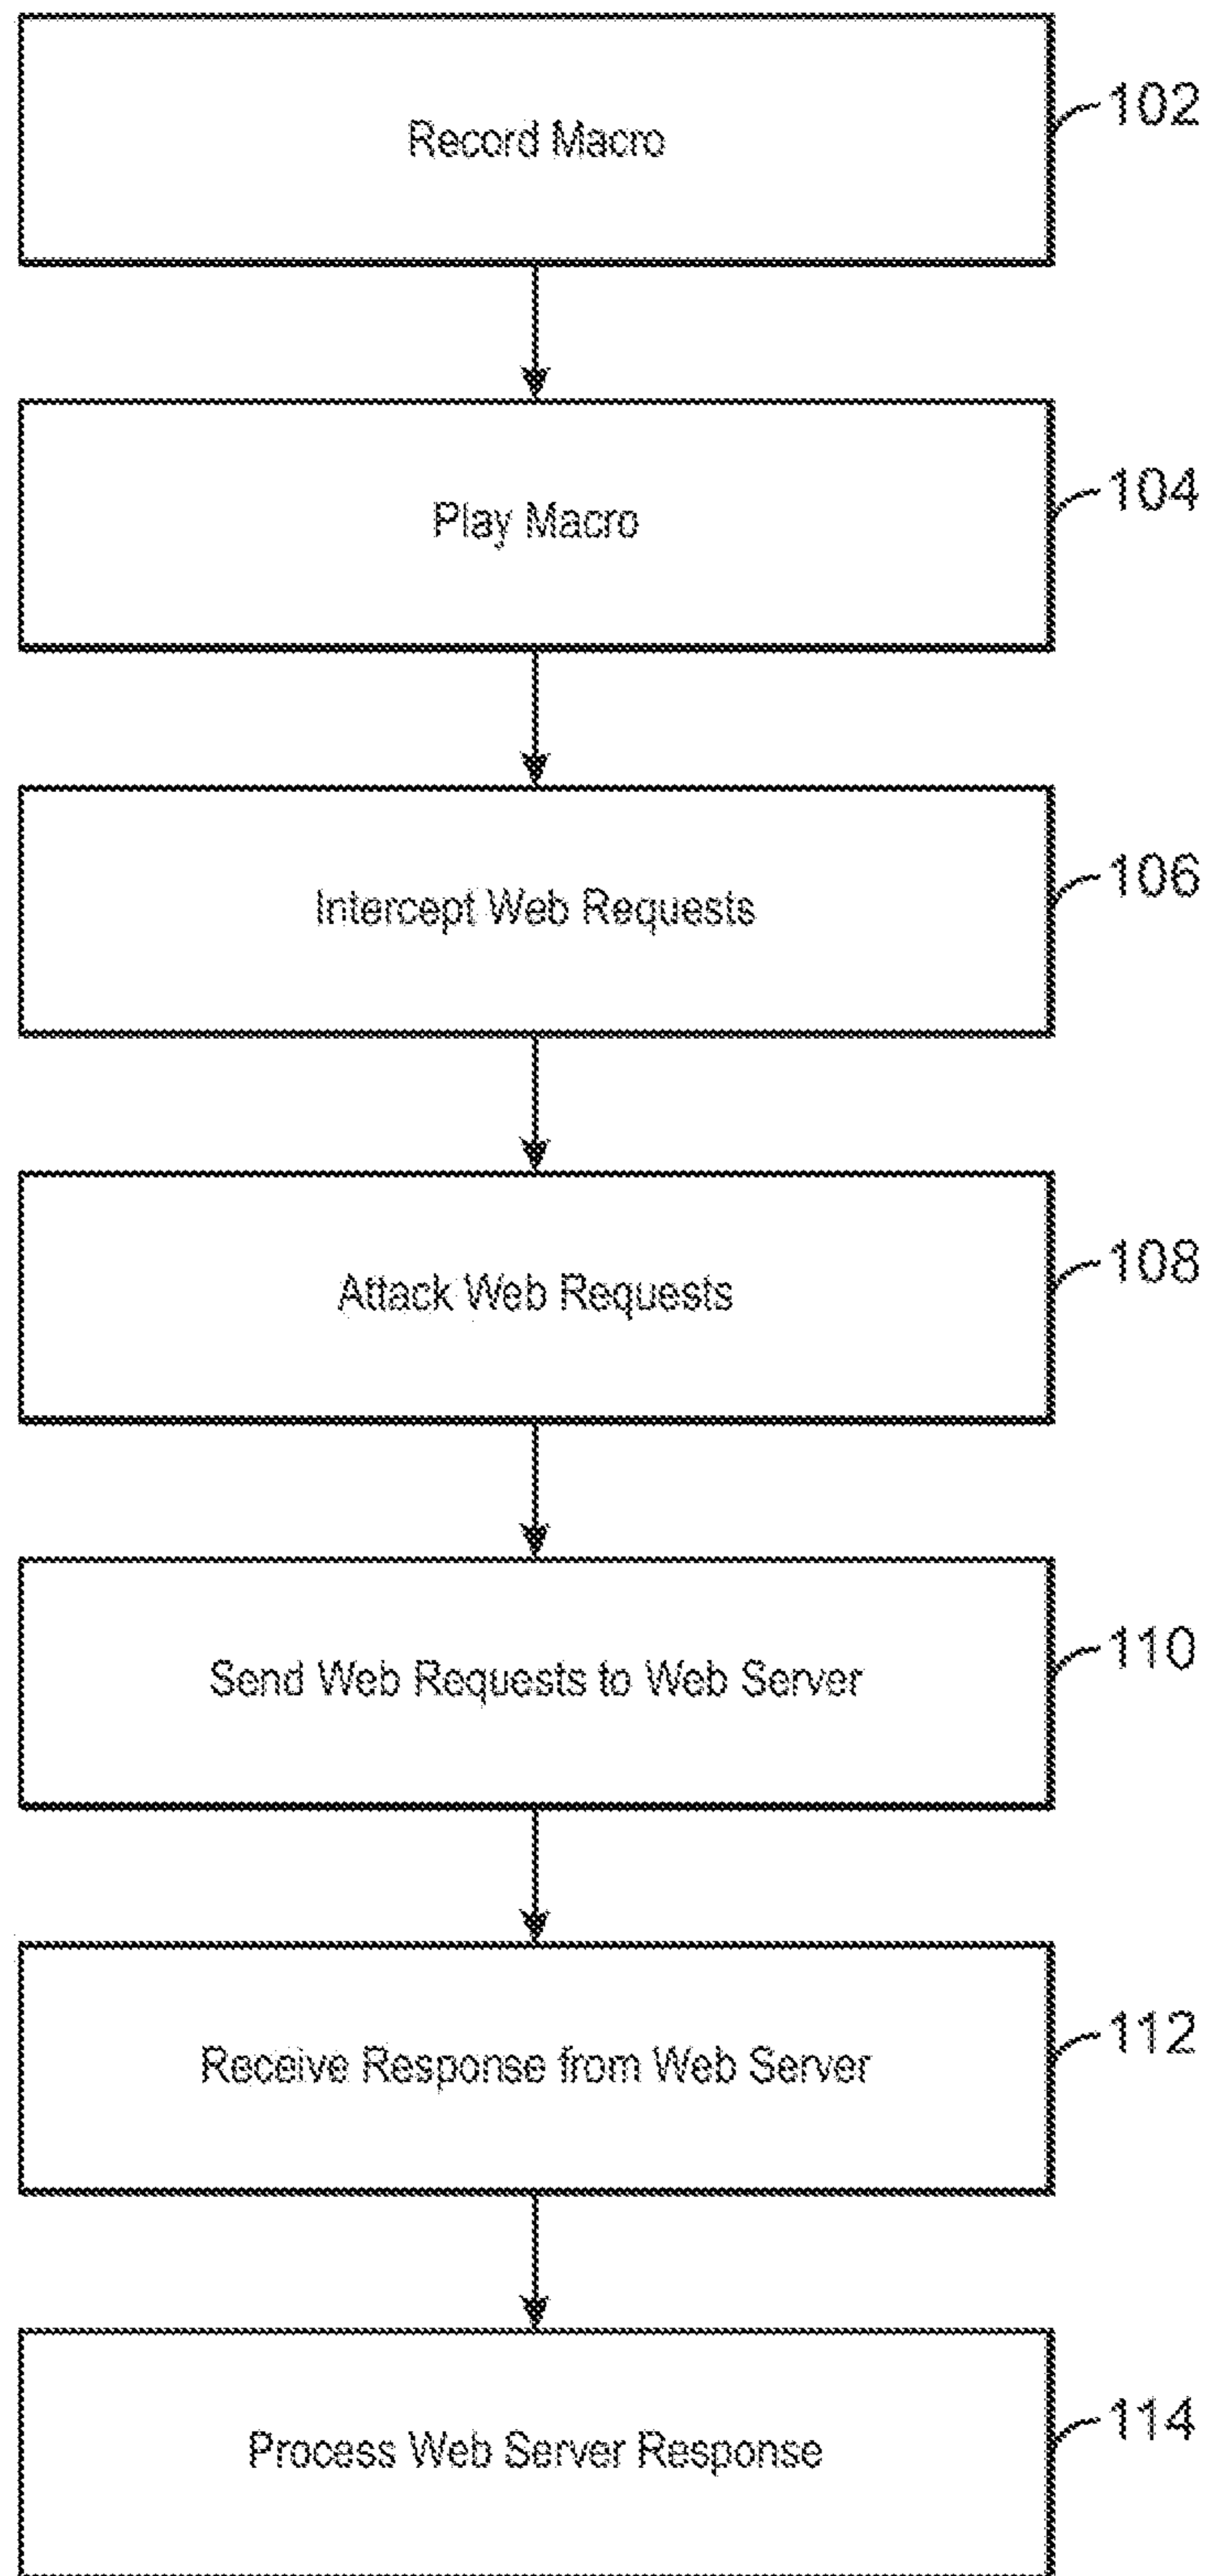 Record Macro
102
Play Macro
104
Intercept Web Requests
106
Attack Web Requests
108
Send Web Requests to Web Server
110
Receive Response from Web Server
112
Process Web Server Response
114